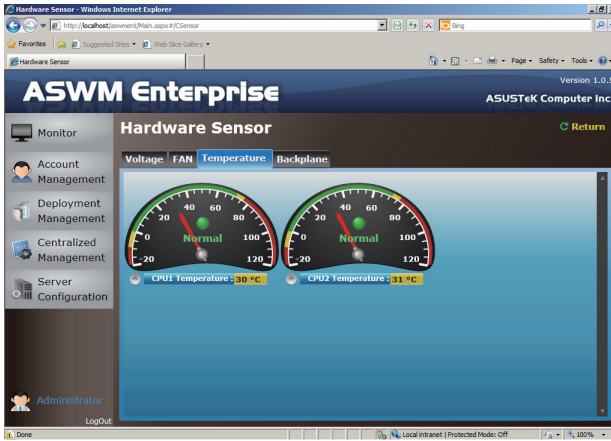 Hardware Sensor - Windows Internet Explorer
http://localhost/aswment/Main.aspx#/CSensor
Bing
Favorites Suggested Sites Web Slice Gallery
Hardware Sensor
Page Safety Tools
Version 1.0.
ASWM Enterprise
ASUSTeK Computer Inc
Monitor
Account Management
Deployment Management
Centralized Management
Server Configuration
Administrator
LogOut
Hardware Sensor
Return
Voltage FAN Temperature Backplane
-20 0 20 40 60 80 100 120
Normal
CPU1 Temperature : 30 °C
-20 0 20 40 60 80 100 120
Normal
CPU2 Temperature : 31 °C
Done
Local intranet | Protected Mode: Off
100%